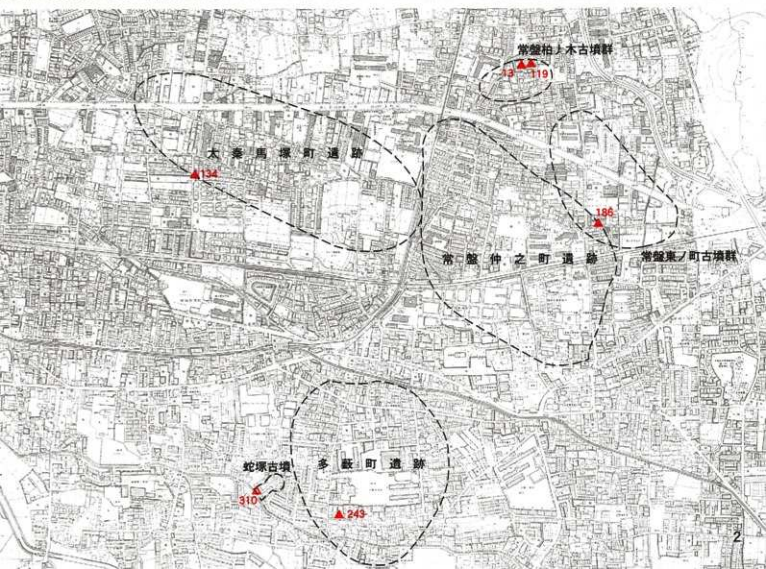 常盤柏ノ木古墳群
13 119
太秦馬塚町遺跡
134
186
常盤仲之町遺跡
常盤東ノ町古墳群
蛇塚古墳
多藪町遺跡
310
243
2